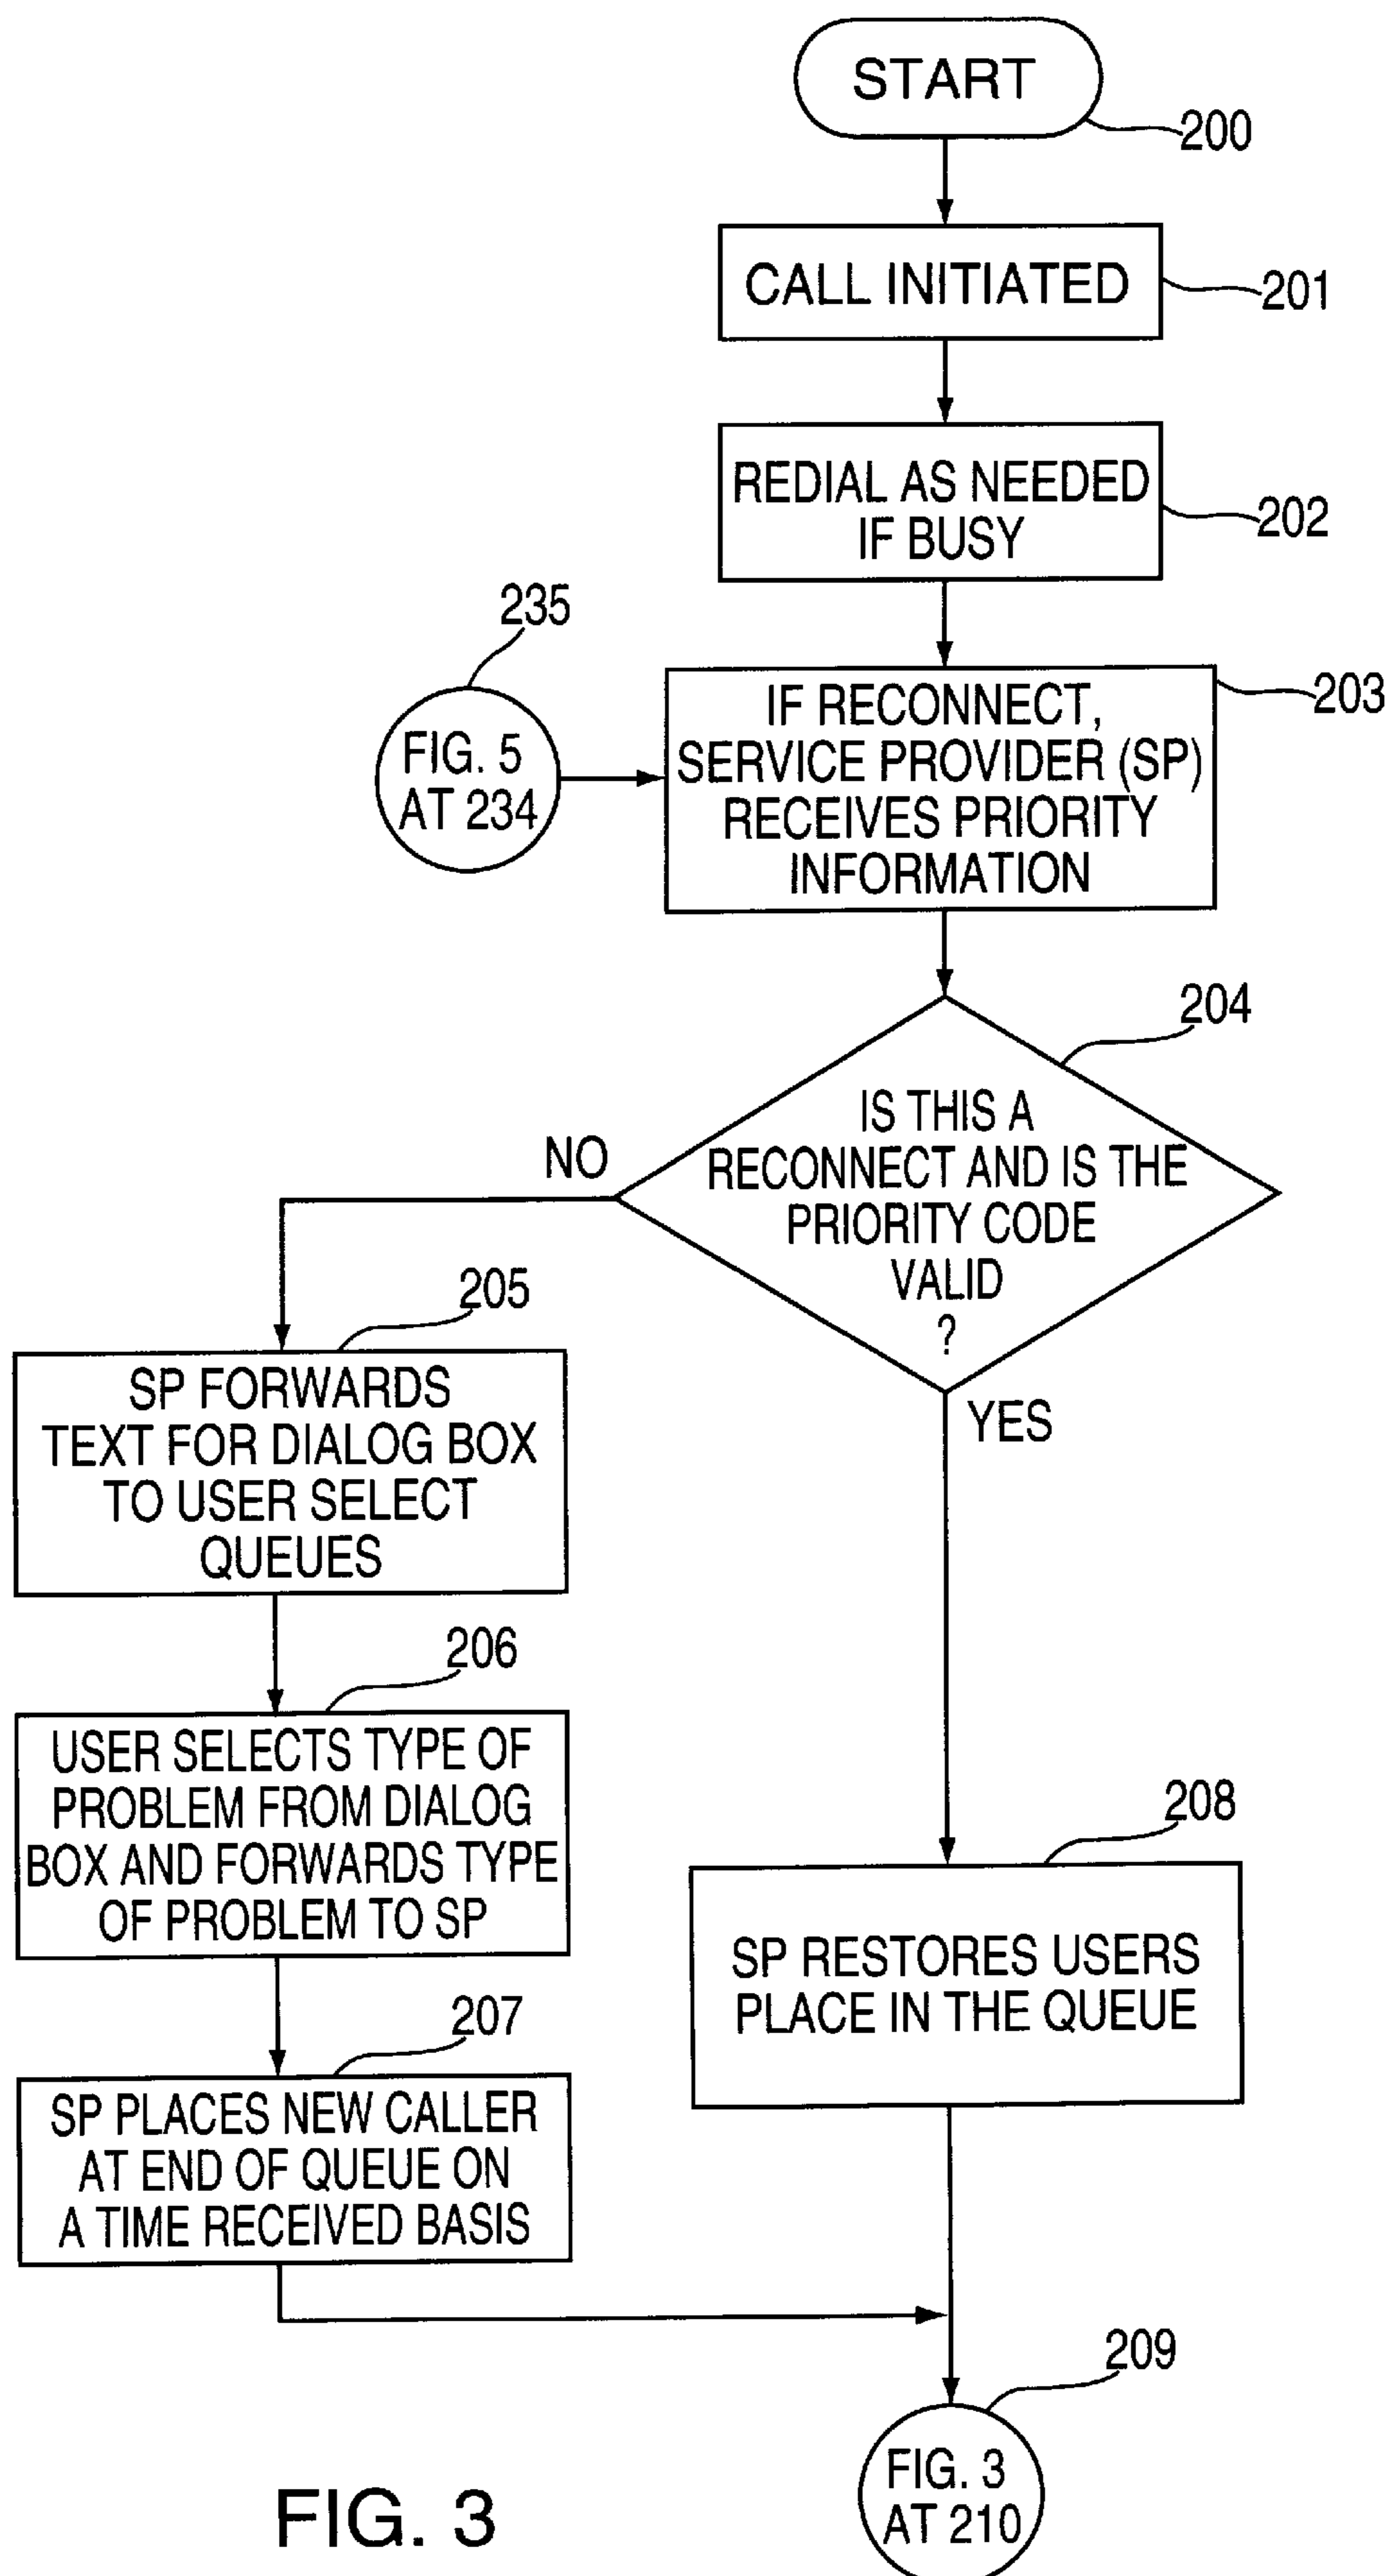 START
200
CALL INITIATED
201
REDIAL AS NEEDED
IF BUSY
202
235
FIG. 5
AT 234
IF RECONNECT,
SERVICE PROVIDER (SP)
RECEIVES PRIORITY
INFORMATION
203
204
IS THIS A
RECONNECT AND IS THE
PRIORITY CODE
VALID
?
NO
YES
205
SP FORWARDS
TEXT FOR DIALOG BOX
TO USER SELECT
QUEUES
206
USER SELECTS TYPE OF
PROBLEM FROM DIALOG
BOX AND FORWARDS TYPE
OF PROBLEM TO SP
207
SP PLACES NEW CALLER
AT END OF QUEUE ON
A TIME RECEIVED BASIS
208
SP RESTORES USERS
PLACE IN THE QUEUE
209
FIG. 3
AT 210
FIG. 3